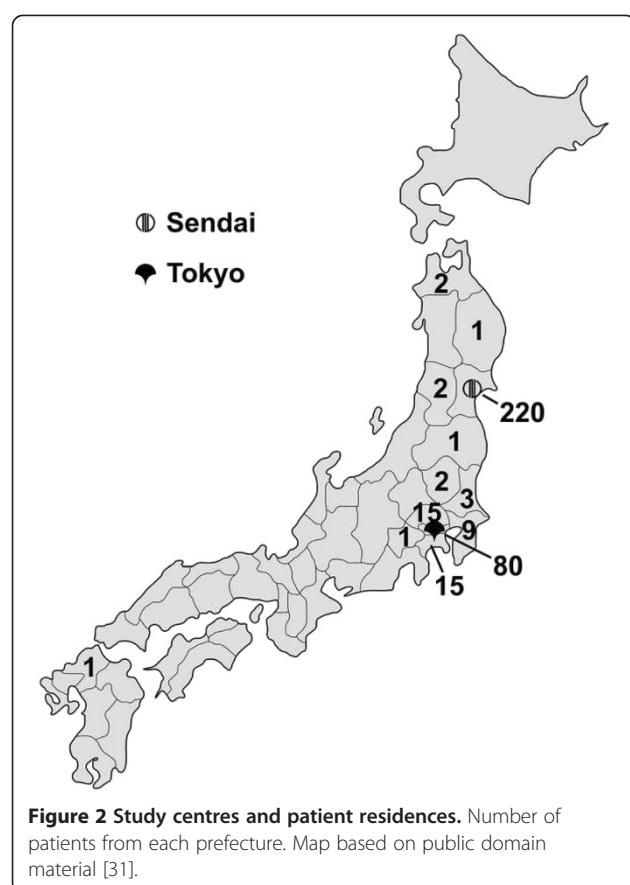 Sendai
Tokyo
2
1
2
220
1
2
3
15
1
9
80
15
1
Figure 2 Study centres and patient residences. Number of
patients from each prefecture. Map based on public domain
material [31].